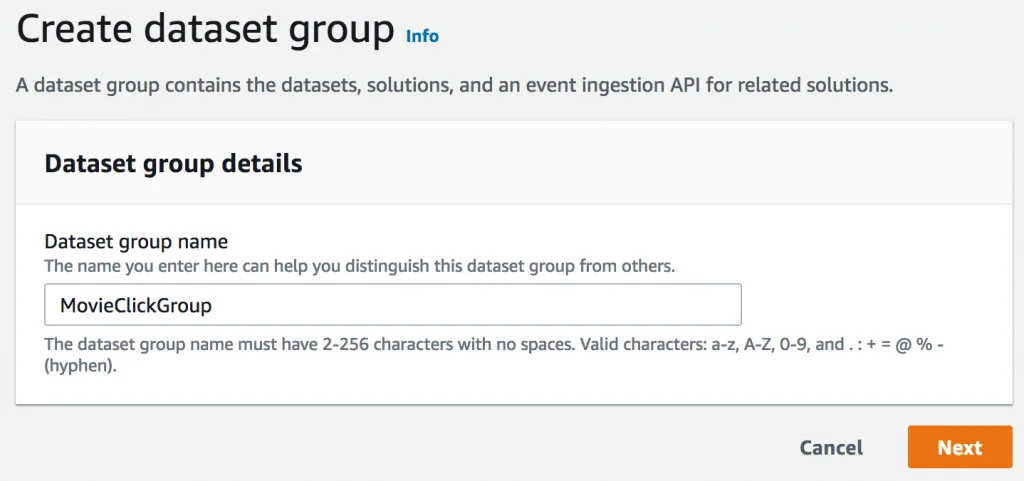 Create dataset group Info
A dataset group contains the datasets, solutions, and an event ingestion API for related solutions.
Dataset group details
Dataset group name
The name you enter here can help you distinguish this dataset group from others.
MovieClickGroup
The dataset group name must have 2-256 characters with no spaces. Valid characters: a-z, A-Z, 0-9, and . : + = @ % -
(hyphen).
Cancel Next